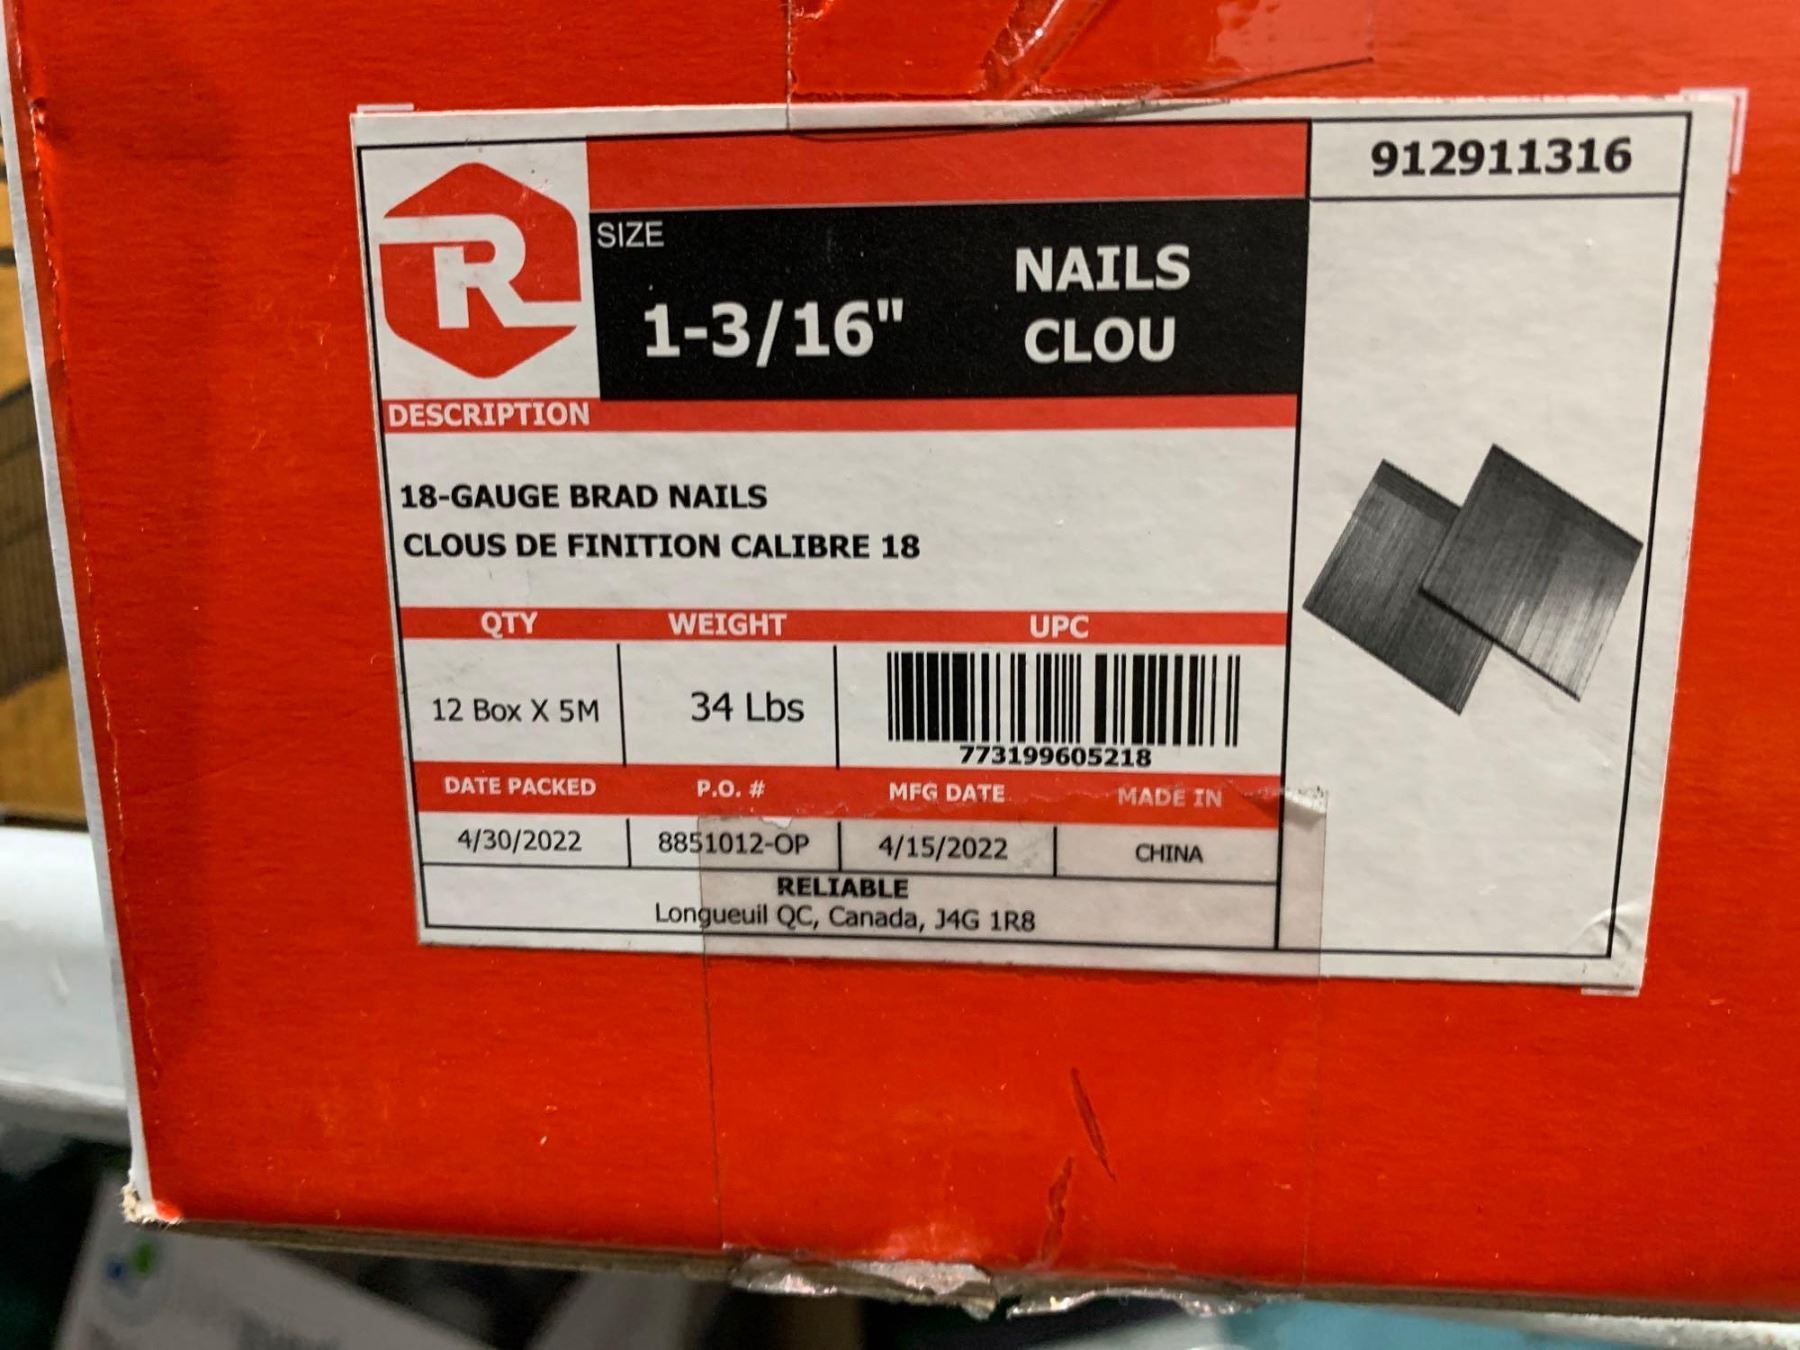 912911316
R
SIZE
1-3/16"
NAILS
CLOU
DESCRIPTION
18-GAUGE BRAD NAILS
CLOUS DE FINITION CALIBRE 18
QTY WEIGHT UPC
12 Box X 5M 34 Lbs
773199605218
DATE PACKED P.O. # MFG DATE MADE IN
4/30/2022 8851012-OP 4/15/2022 CHINA
RELIABLE
Longueuil QC, Canada, J4G 1R8